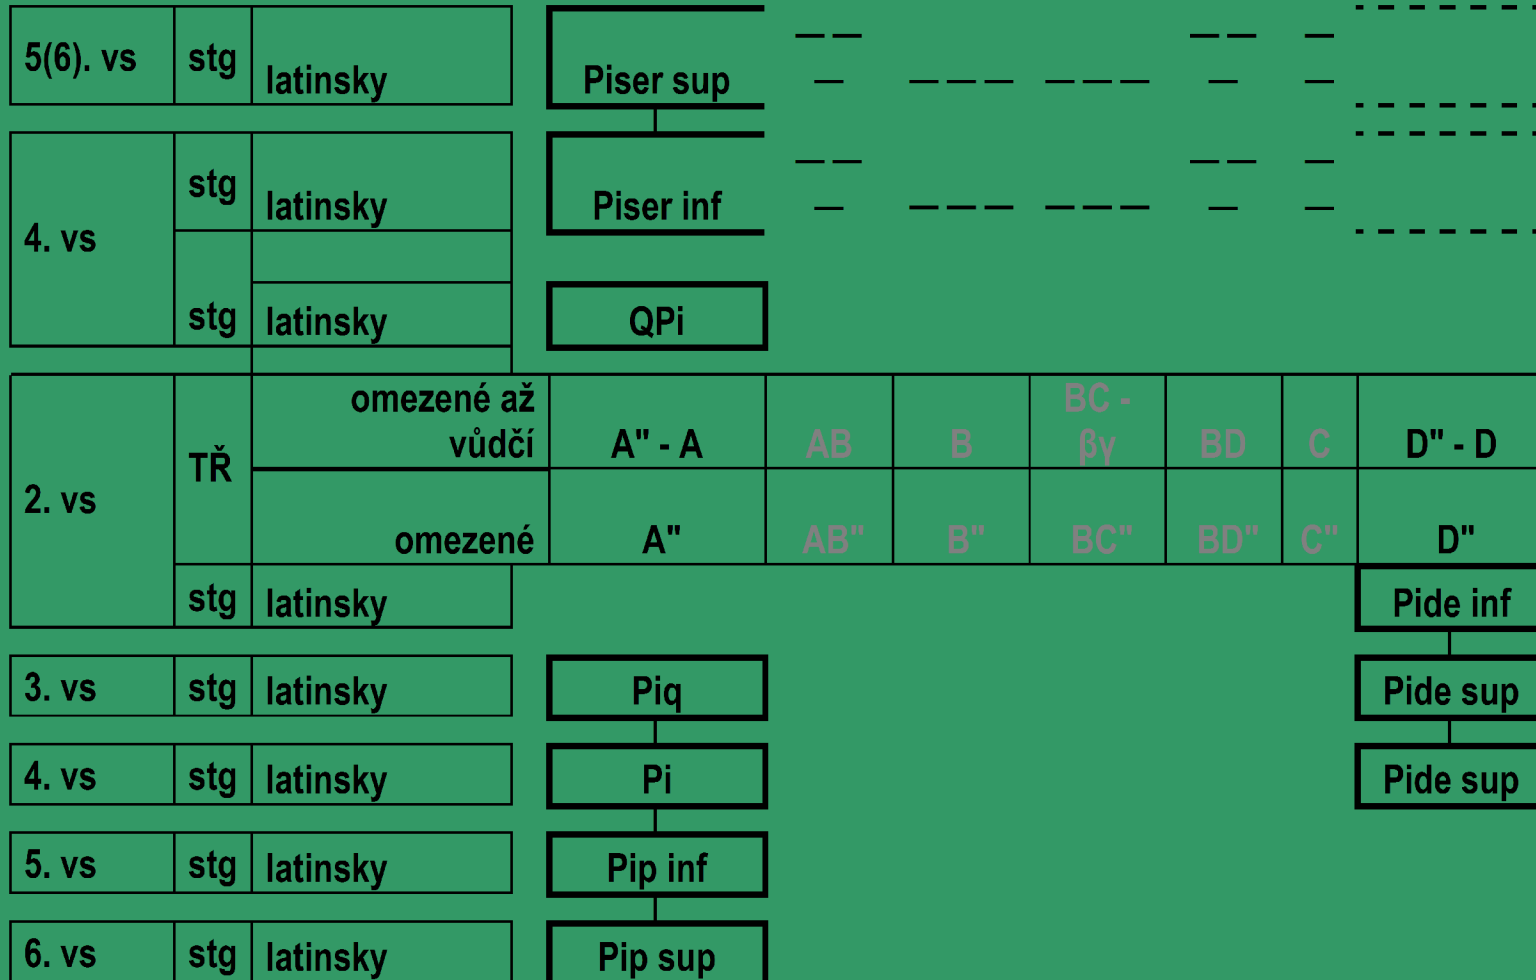 5(6). vs stg latinsky Piser sup
4. vs stg latinsky Piser inf
stg latinsky QPi
2. vs TŘ omezené až vůdčí A" - A AB B BC - βγ BD C D" - D
omezené A" AB" B" BC" BD" C" D"
stg latinsky Pide inf
3. vs stg latinsky Piq Pide sup
4. vs stg latinsky Pi Pide sup
5. vs stg latinsky Pip inf
6. vs stg latinsky Pip sup